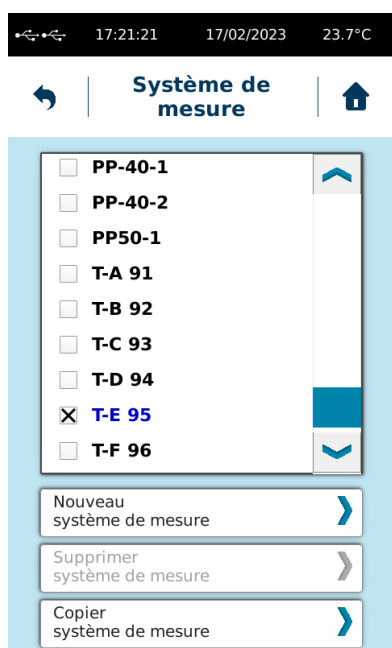 17:21:21 17/02/2023 23.7°C
Système de
mesure
PP-40-1
PP-40-2
PP50-1
T-A 91
T-B 92
T-C 93
T-D 94
T-E 95
T-F 96
Nouveau
système de mesure
Supprimer
système de mesure
Copier
système de mesure